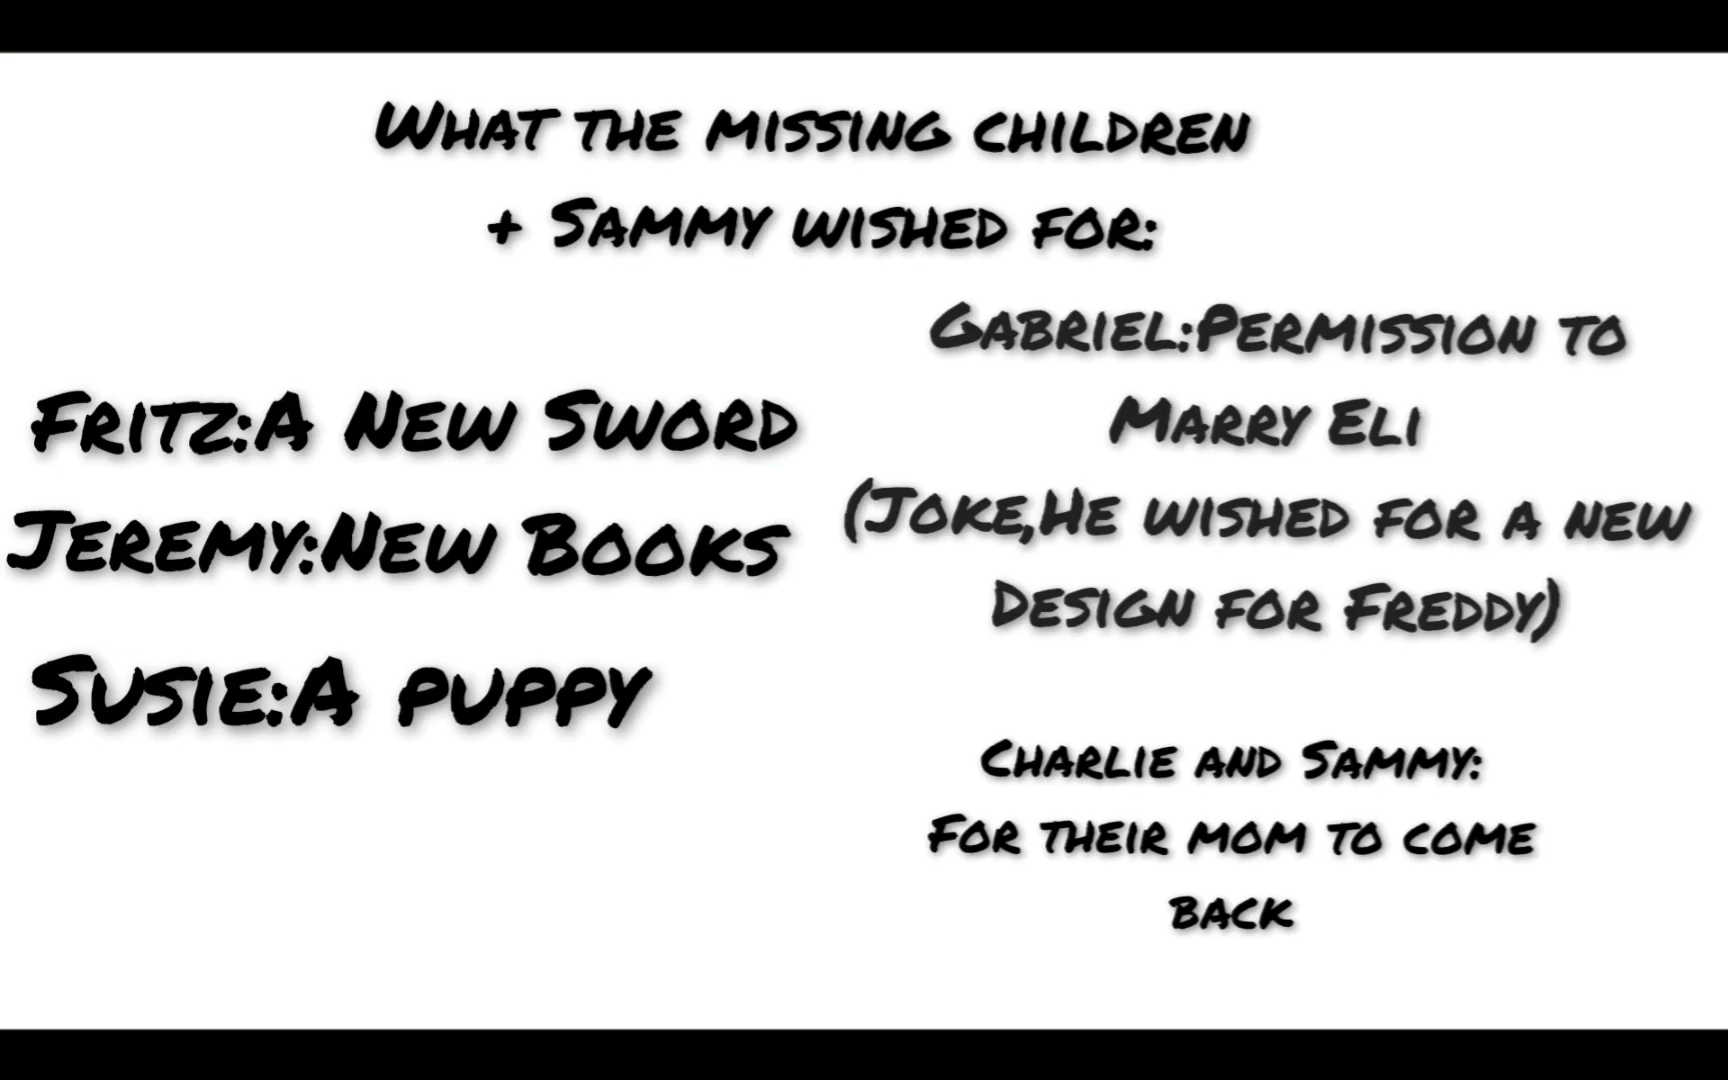 What the missing children
+ Sammy wished for:
Fritz:A New Sword
Jeremy:New Books
Susie:A puppy
Gabriel:Permission to
Marry Eli
(Joke,He wished for a new
Design for Freddy)
Charlie and Sammy:
For their mom to come
back